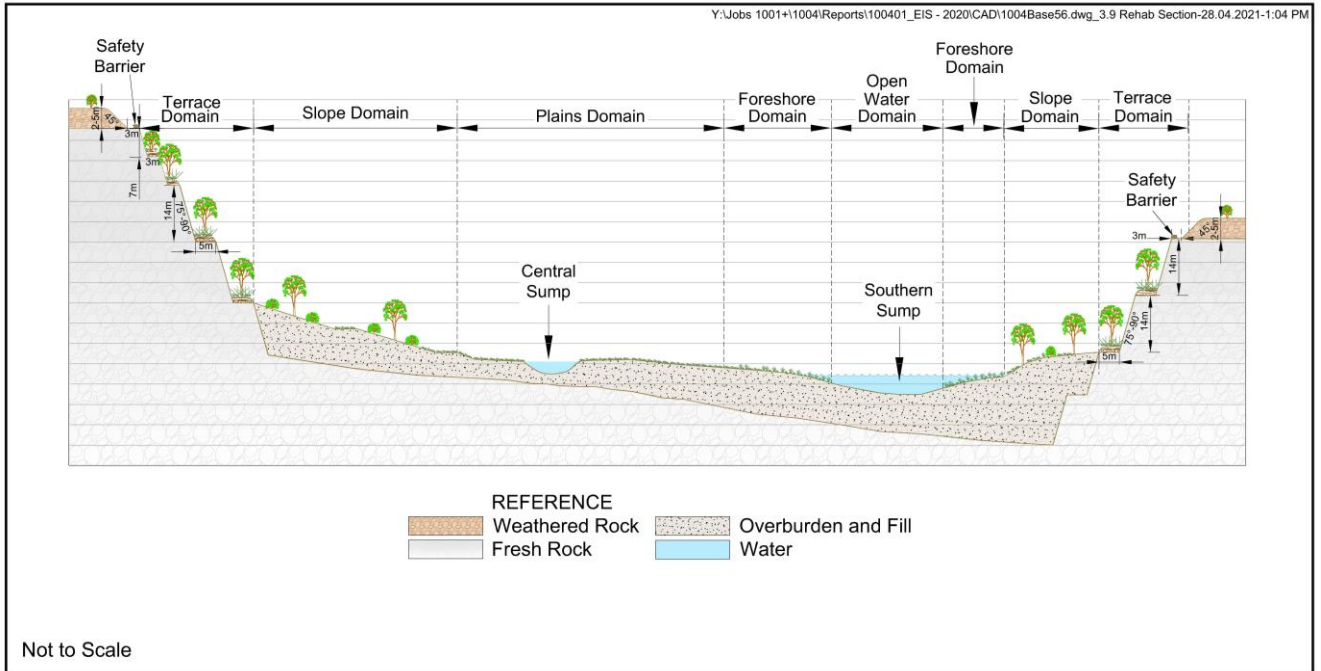 Y:\Jobs 1001+\1004\Reports\100401_EIS - 2020\CAD\1004Base56.dwg_3.9 Rehab Section-28.04.2021-1:04 PM
Safety
Barrier
Terrace
Domain
Slope Domain
Plains Domain
Foreshore
Domain
Open
Water
Domain
Foreshore
Domain
Slope
Domain
Terrace
Domain
2-5m
45°
3m
3m
7m
14m
75°-90°
5m
Central
Sump
Southern
Sump
Safety
Barrier
3m
45°
2-5m
14m
14m
75°-90°
5m
REFERENCE
Weathered Rock
Overburden and Fill
Fresh Rock
Water
Not to Scale